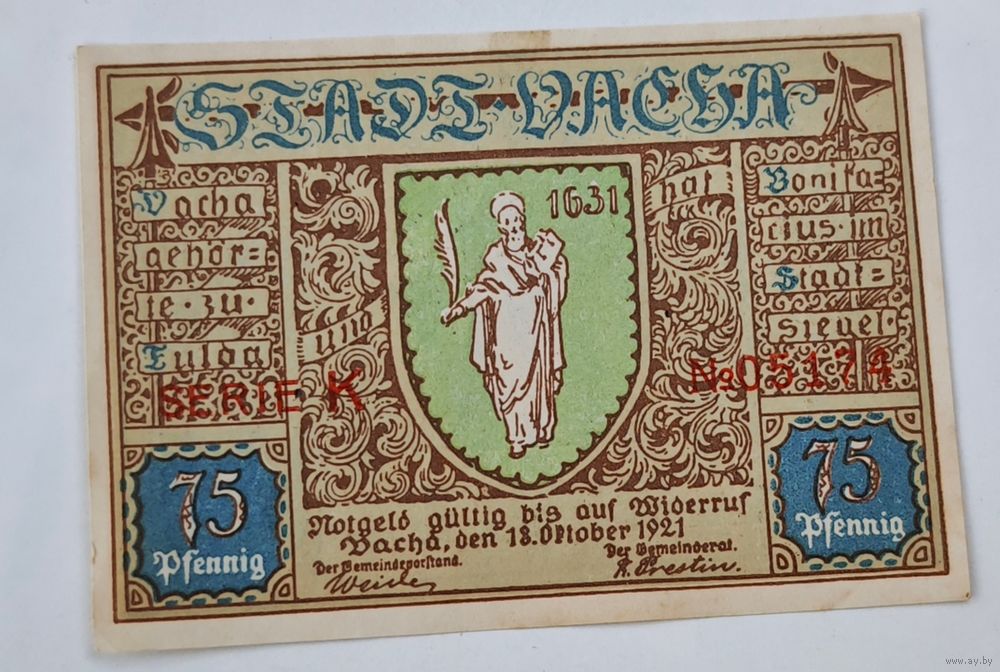 STADT·VACHA
Vacha
gehör=
te·zu·
Fulda
um
1631
hat
Bonifa=
cius·im
Stadt=
siegel·
SERIE K
№05174
75
Pfennig
75
Pfennig
Notgeld gültig bis auf Widerruf
Vacha, den 18. Oktober 1921
Der Gemeindevorstand.
Der Gemeinderat.
www.ay.by